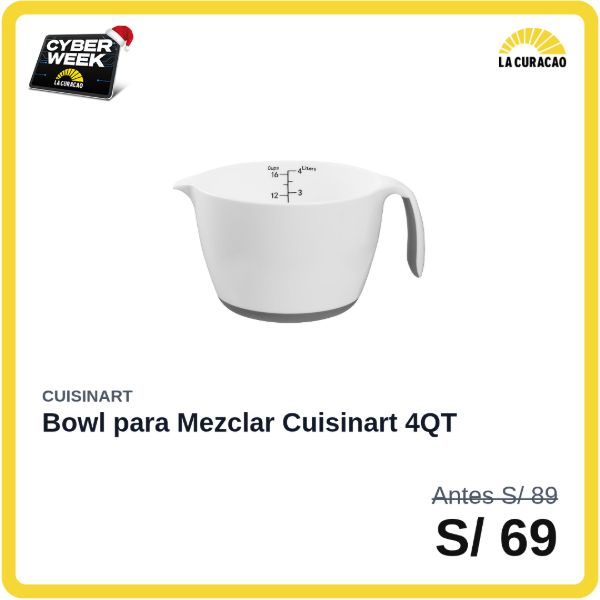 CYBER
WEEK
LA CURACAO
LA CURACAO
Cups
16
4 Liters
12
3
CUISINART
Bowl para Mezclar Cuisinart 4QT
Antes S/ 89
S/ 69